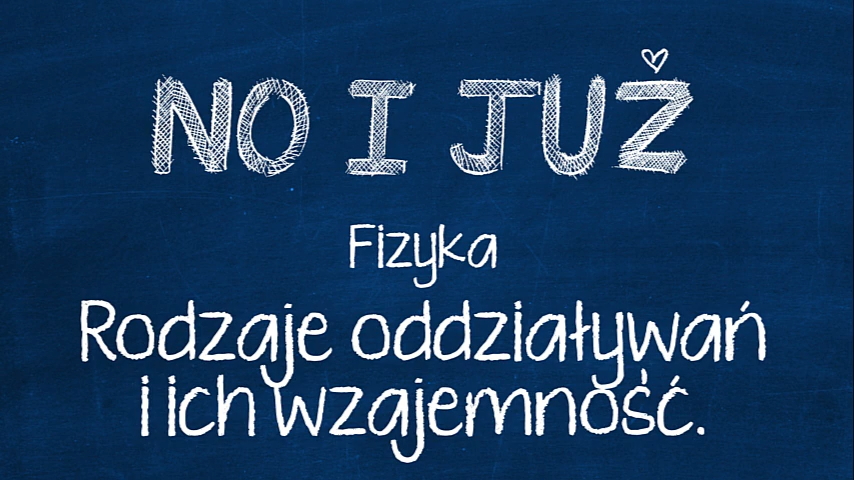 NO I JUŻ
Fizyka
Rodzaje oddziaływań
i ich wzajemność.